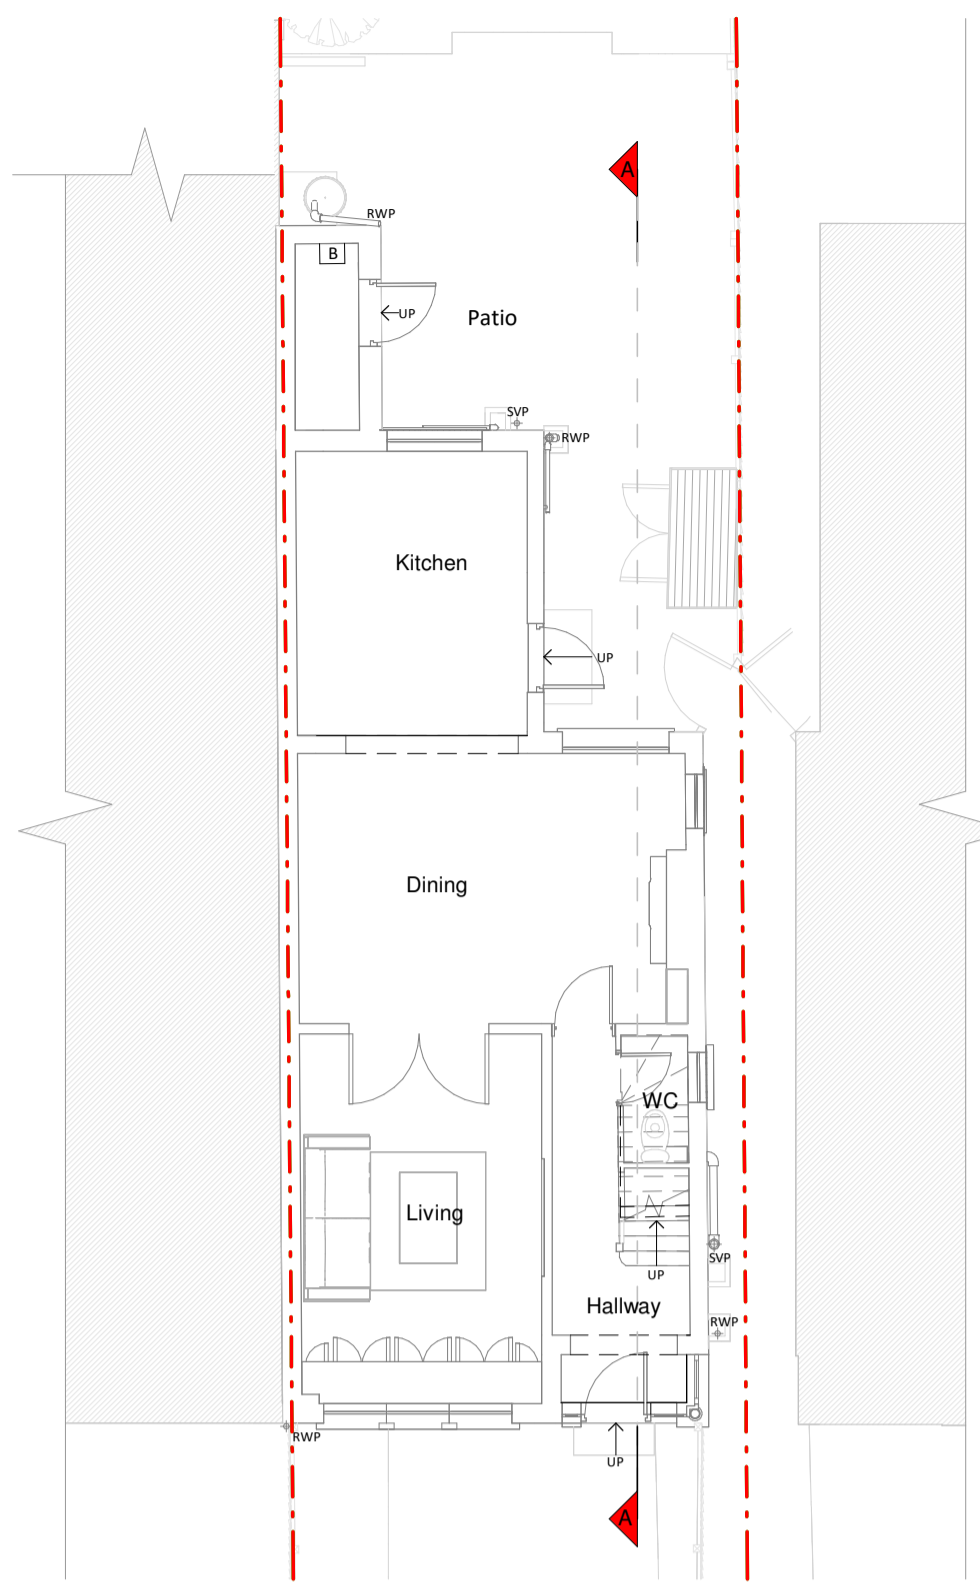 A
RWP
B
UP
Patio
SVP
RWP
Kitchen
UP
Dining
WC
Living
SVP
UP
Hallway
RWP
RWP
UP
A